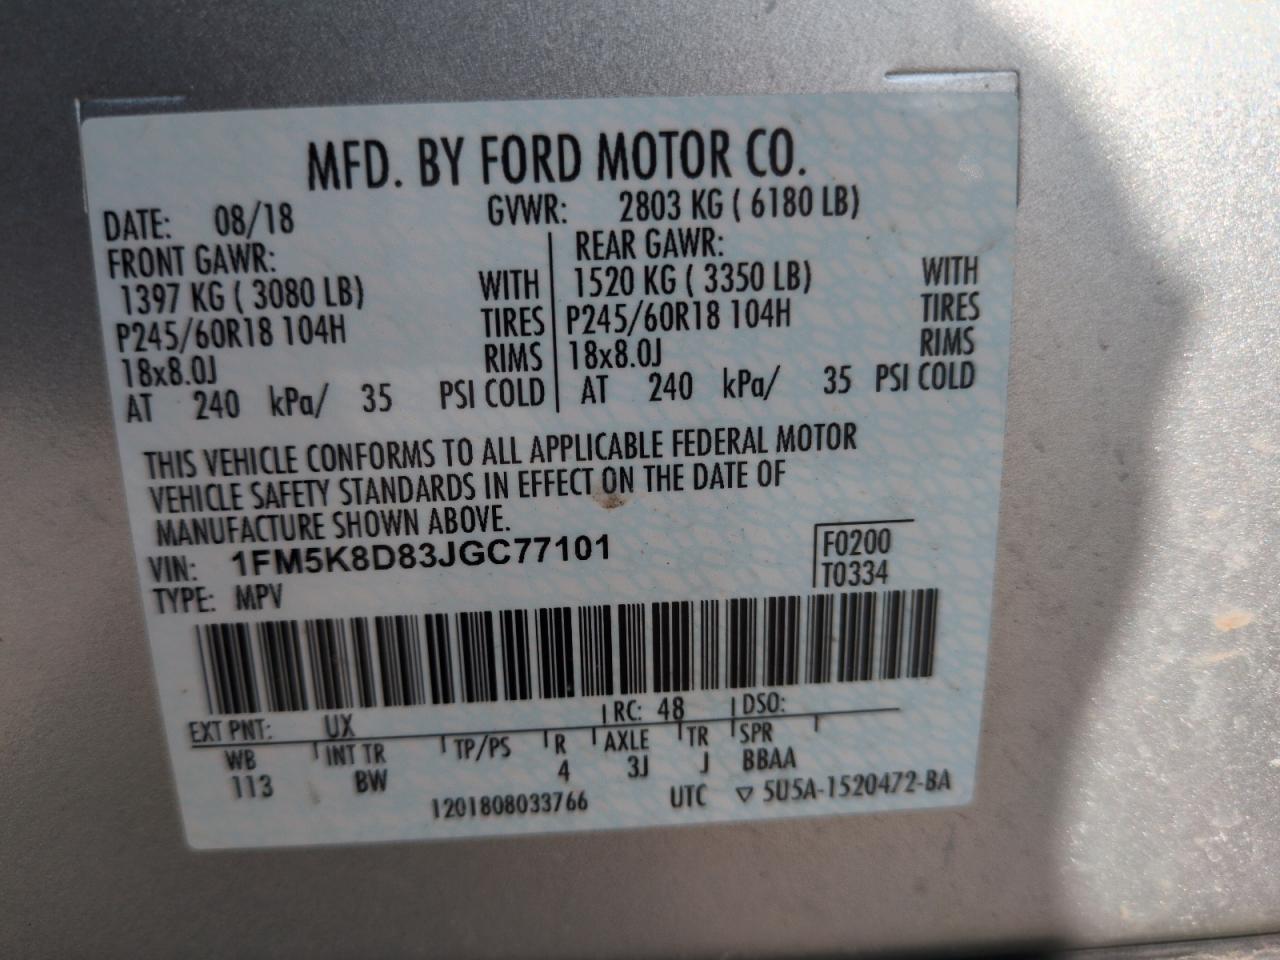 MFD. BY FORD MOTOR CO.
DATE: 08/18 GVWR: 2803 KG ( 6180 LB)
FRONT GAWR: REAR GAWR:
1397 KG ( 3080 LB) WITH 1520 KG ( 3350 LB) WITH
P245/60R18 104H TIRES P245/60R18 104H TIRES
18x8.0J RIMS 18x8.0J RIMS
AT 240 kPa/ 35 PSI COLD AT 240 kPa/ 35 PSI COLD
THIS VEHICLE CONFORMS TO ALL APPLICABLE FEDERAL MOTOR
VEHICLE SAFETY STANDARDS IN EFFECT ON THE DATE OF
MANUFACTURE SHOWN ABOVE.
VIN: 1FM5K8D83JGC77101 F0200
TYPE: MPV T0334
EXT PNT: UX RC: 48 DSO:
WB INT TR TP/PS R AXLE TR SPR
113 BW 4 3J J BBAA
1201808033766 UTC ▽ 5U5A-1520472-BA